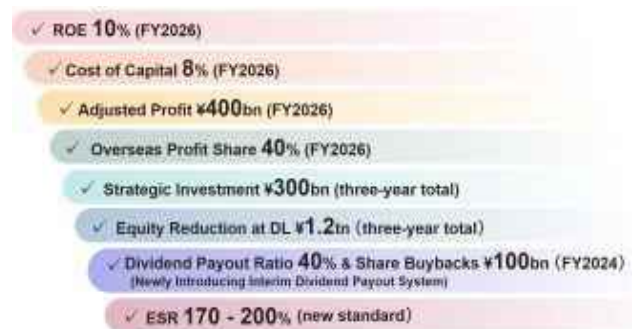 ✓ ROE 10% (FY2026)
✓ Cost of Capital 8% (FY2026)
✓ Adjusted Profit ¥400bn (FY2026)
✓ Overseas Profit Share 40% (FY2026)
✓ Strategic Investment ¥300bn (three-year total)
✓ Equity Reduction at DL ¥1.2tn (three-year total)
✓ Dividend Payout Ratio 40% & Share Buybacks ¥100bn (FY2024)
(Newly Introducing Interim Dividend Payout System)
✓ ESR 170 - 200% (new standard)